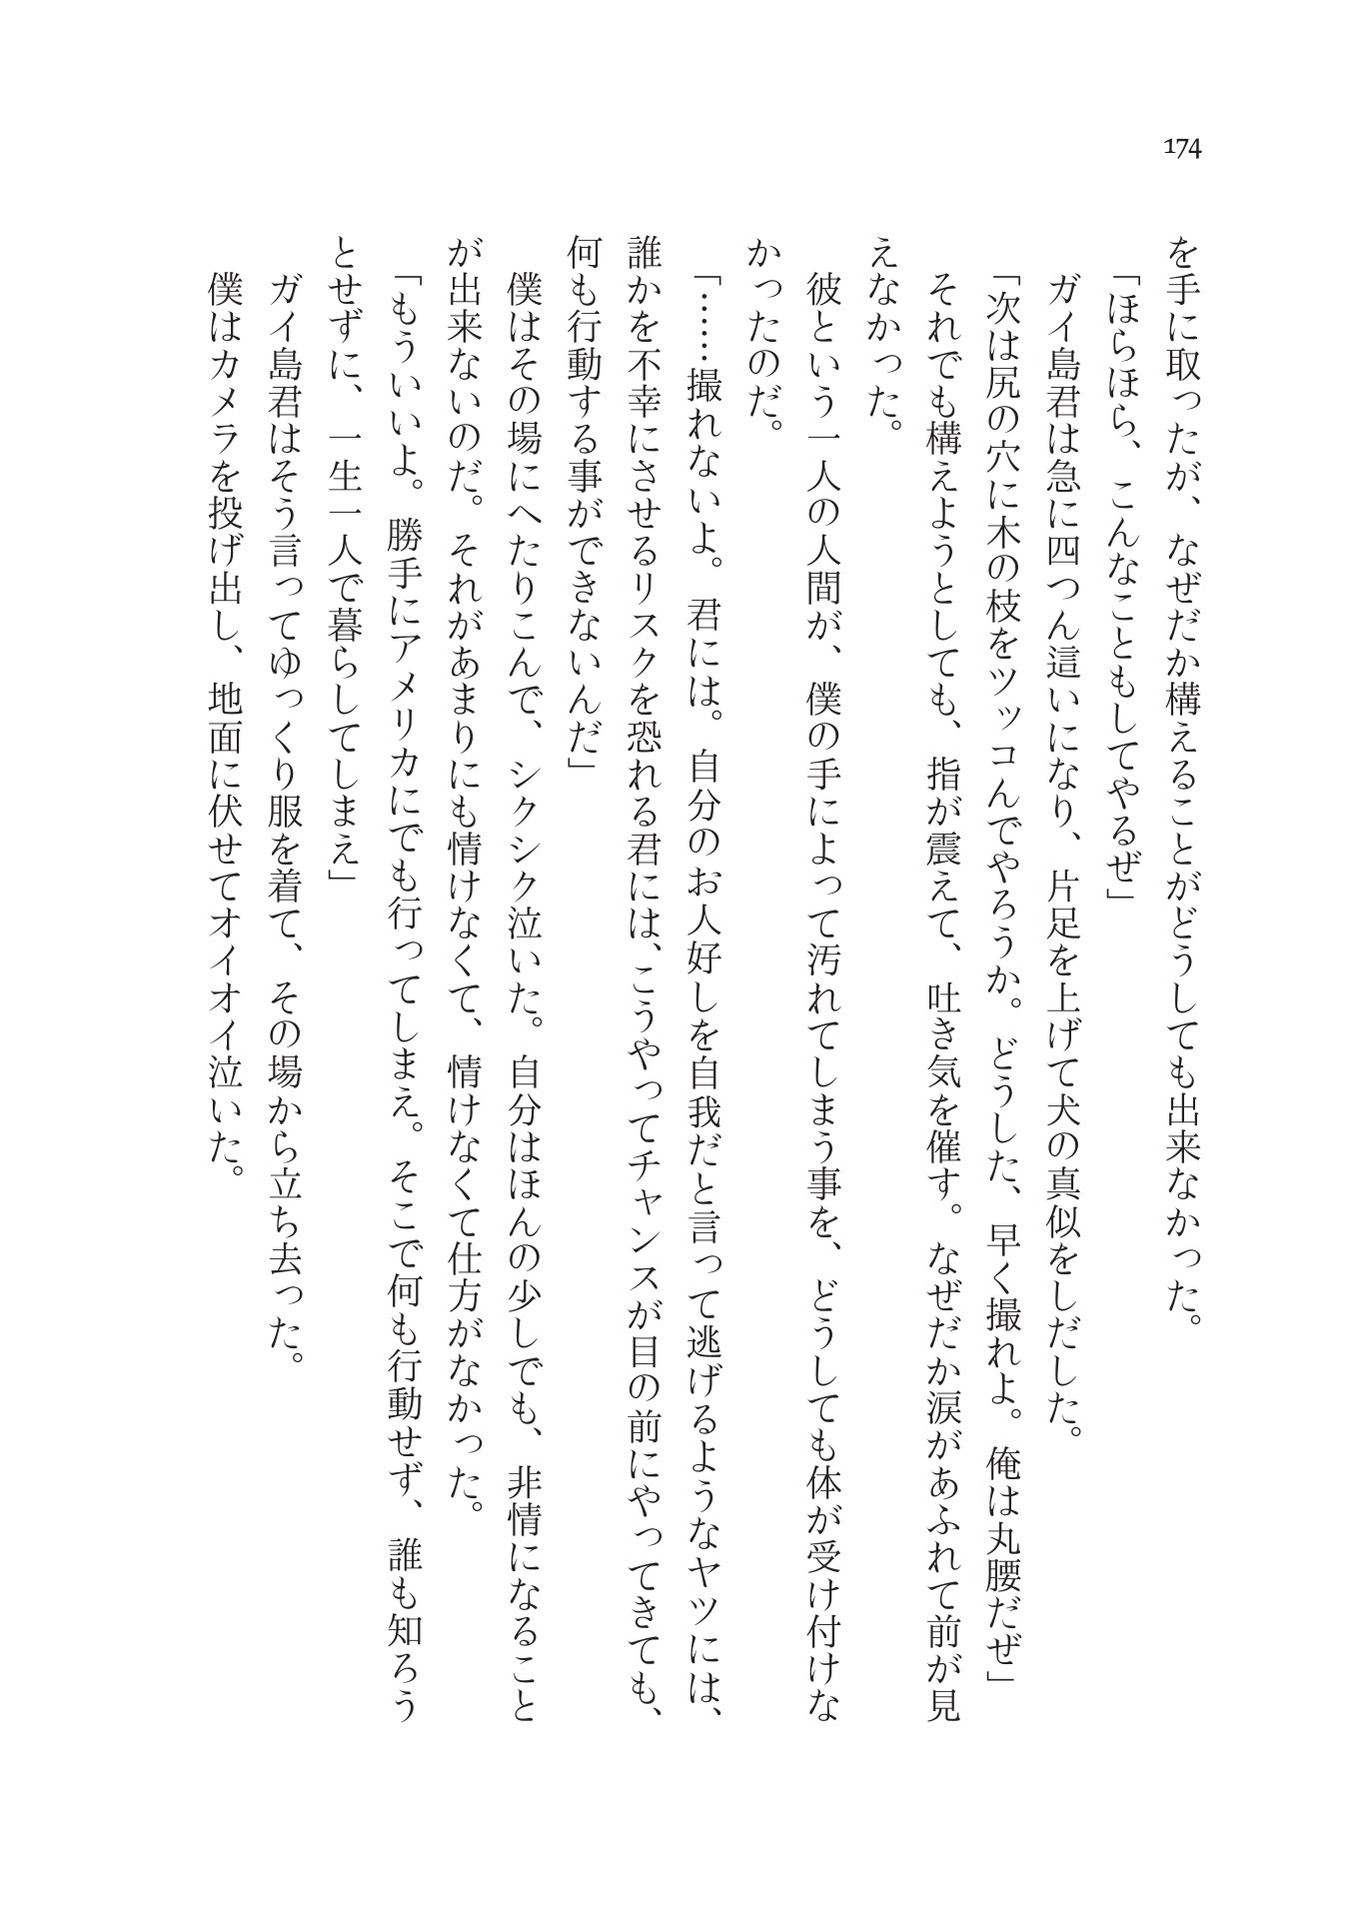 174
を手に取ったが、なぜだか構えることがどうしても出来なかった。
「ほらほら、こんなこともしてやるぜ」
ガイ島君は急に四つん這いになり、片足を上げて犬の真似をしだした。
「次は尻の穴に木の枝をツッコんでやろうか。どうした、早く撮れよ。俺は丸腰だぜ」
それでも構えようとしても、指が震えて、吐き気を催す。なぜだか涙があふれて前が見
えなかった。
彼という一人の人間が、僕の手によって汚れてしまう事を、どうしても体が受け付けな
かったのだ。
「……撮れないよ。君には。自分のお人好しを自我だと言って逃げるようなヤツには、
誰かを不幸にさせるリスクを恐れる君には、こうやってチャンスが目の前にやってきても、
何も行動する事ができないんだ」
僕はその場にへたりこんで、シクシク泣いた。自分はほんの少しでも、非情になること
が出来ないのだ。それがあまりにも情けなくて、情けなくて仕方がなかった。
「もういいよ。勝手にアメリカにでも行ってしまえ。そこで何も行動せず、誰も知ろう
とせずに、一生一人で暮らしてしまえ」
ガイ島君はそう言ってゆっくり服を着て、その場から立ち去った。
僕はカメラを投げ出し、地面に伏せてオイオイ泣いた。